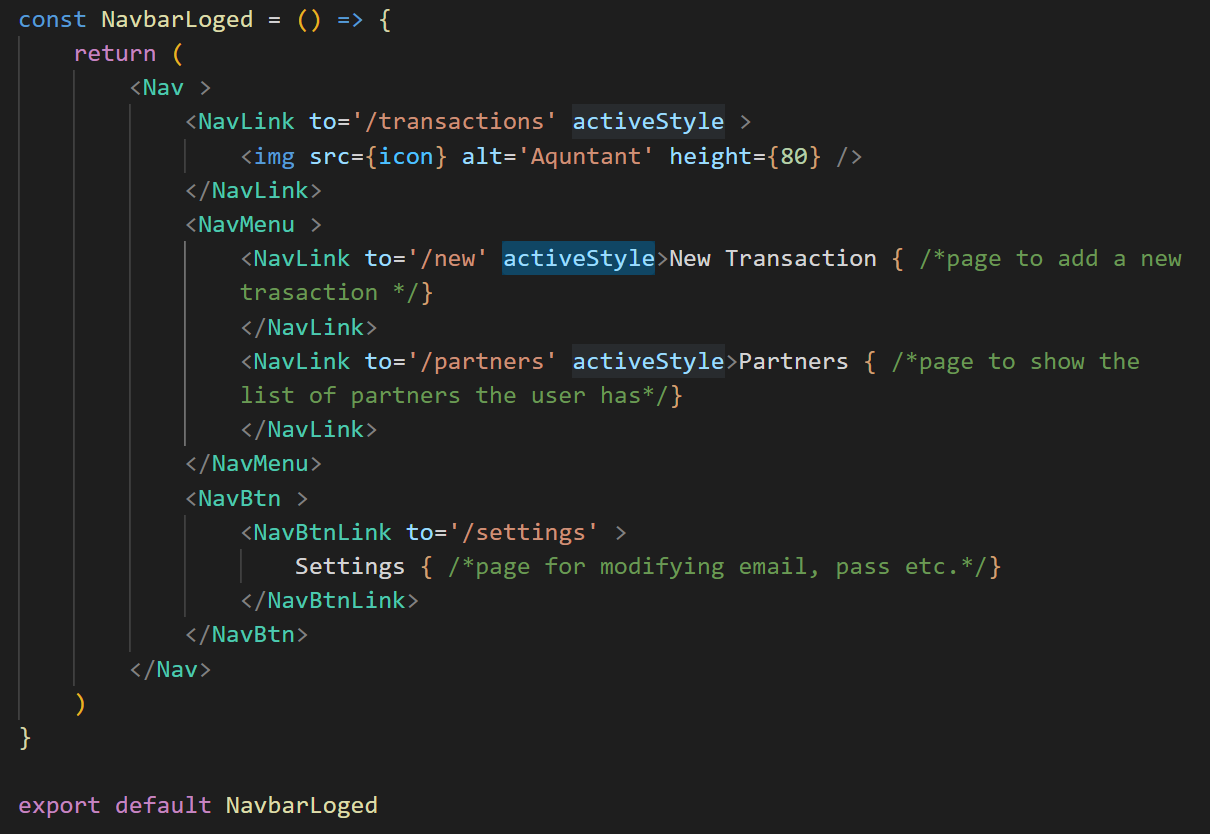 const NavbarLoged = () => {
    return (
        <Nav >
            <NavLink to='/transactions' activeStyle >
                <img src={icon} alt='Aquntant' height={80} />
            </NavLink>
            <NavMenu >
                <NavLink to='/new' activeStyle>New Transaction { /*page to add a new
                trasaction */}
                </NavLink>
                <NavLink to='/partners' activeStyle>Partners { /*page to show the
                list of partners the user has*/}
                </NavLink>
            </NavMenu>
            <NavBtn >
                <NavBtnLink to='/settings' >
                    Settings { /*page for modifying email, pass etc.*/}
                </NavBtnLink>
            </NavBtn>
        </Nav>
    )
}

export default NavbarLoged